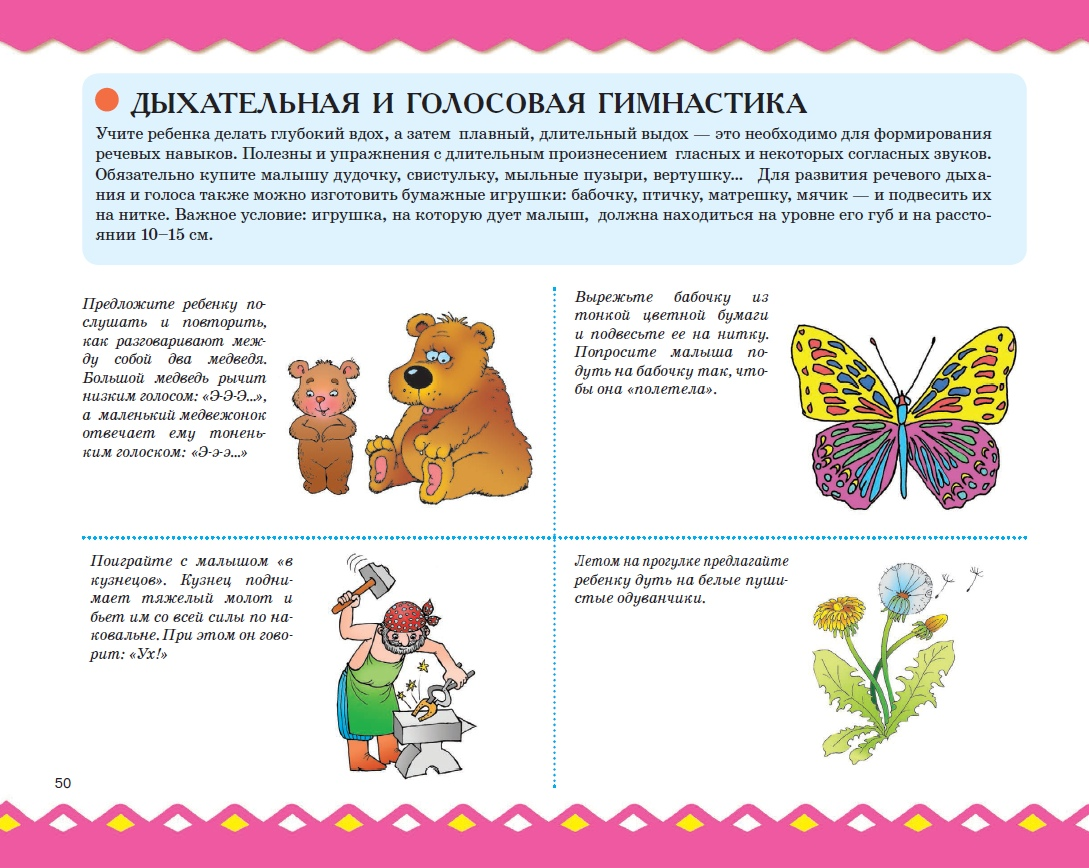 ДЫХАТЕЛЬНАЯ И ГОЛОСОВАЯ ГИМНАСТИКА
Учите ребенка делать глубокий вдох, а затем плавный, длительный выдох — это необходимо для формирования
речевых навыков. Полезны и упражнения с длительным произнесением гласных и некоторых согласных звуков.
Обязательно купите малышу дудочку, свистульку, мыльные пузыри, вертушку... Для развития речевого дыха-
ния и голоса также можно изготовить бумажные игрушки: бабочку, птичку, матрешку, мячик — и подвесить их
на нитке. Важное условие: игрушка, на которую дует малыш, должна находиться на уровне его губ и на рассто-
янии 10–15 см.
Предложите ребенку по-
слушать и повторить,
как разговаривают меж-
ду собой два медведя.
Большой медведь рычит
низким голосом: «Э-Э-Э...»,
а маленький медвежонок
отвечает ему тонень-
ким голоском: «Э-э-э...»
Вырежьте бабочку из
тонкой цветной бумаги
и подвесьте ее на нитку.
Попросите малыша по-
дуть на бабочку так, что-
бы она «полетела».
Поиграйте с малышом «в
кузнецов». Кузнец подни-
мает тяжелый молот и
бьет им со всей силы по на-
ковальне. При этом он гово-
рит: «Ух!»
Летом на прогулке предлагайте
ребенку дуть на белые пуши-
стые одуванчики.
50